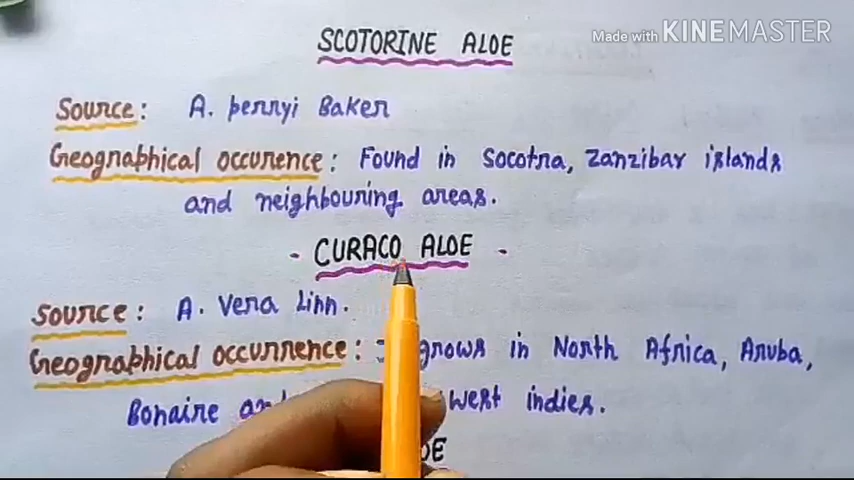 Made with KINEMASTER
SCOTORINE ALOE
Source: A. perryi Baker
Geographical occurence: Found in Socotra, Zanzibar islands
and neighbouring areas.
- CURACO ALOE -
Source: A. Vera Linn.
Geographical occurrence: grows in North Africa, Aruba,
Bonaire and west indies.